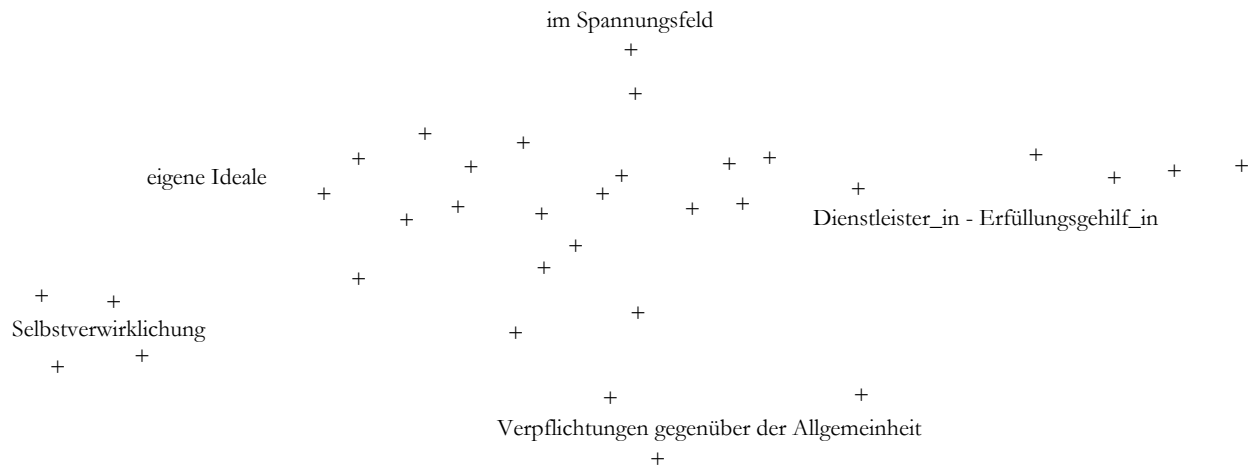 im Spannungsfeld
eigene Ideale
Dienstleister_in - Erfüllungsgehilf_in
Selbstverwirklichung
Verpflichtungen gegenüber der Allgemeinheit